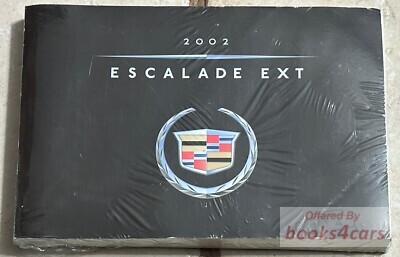 2002
ESCALADE EXT
Offered By
books4cars